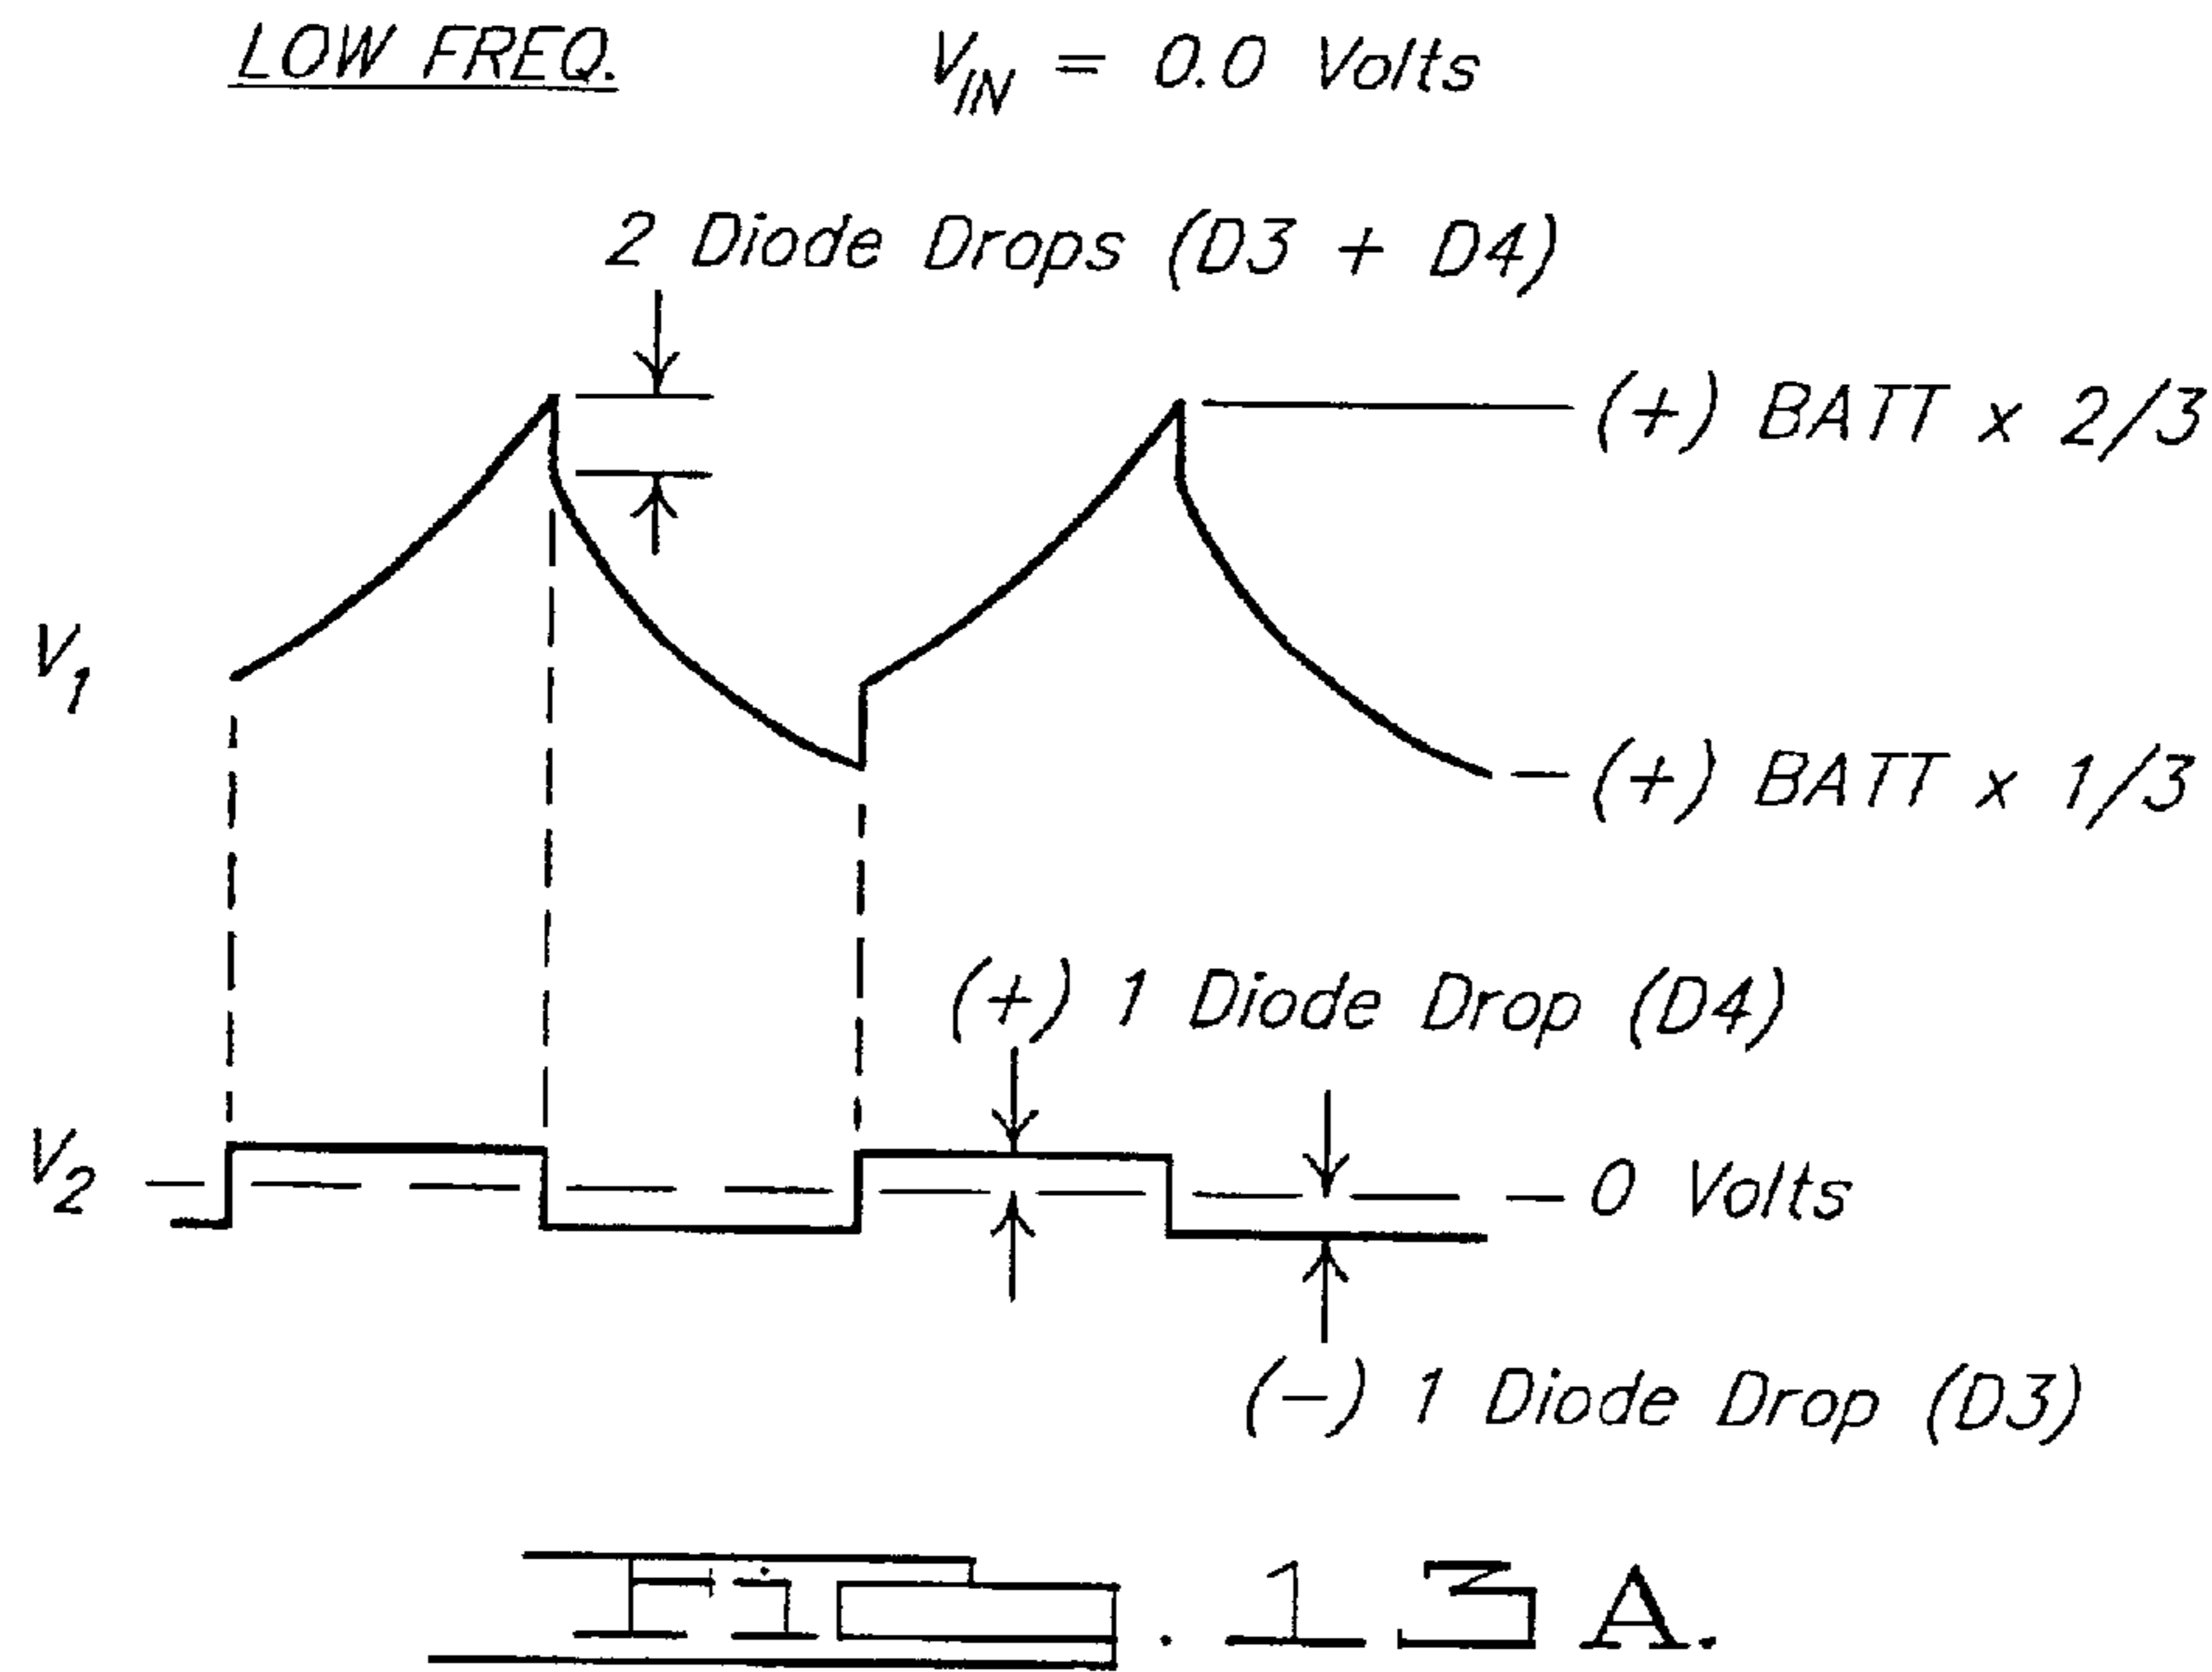 LOW FREQ.
V_IN = 0.0 Volts
2 Diode Drops (D3 + D4)
(+) BATT x 2/3
V_1
(+) BATT x 1/3
(+) 1 Diode Drop (D4)
V_2
0 Volts
(-) 1 Diode Drop (D3)
Fig. 13A.